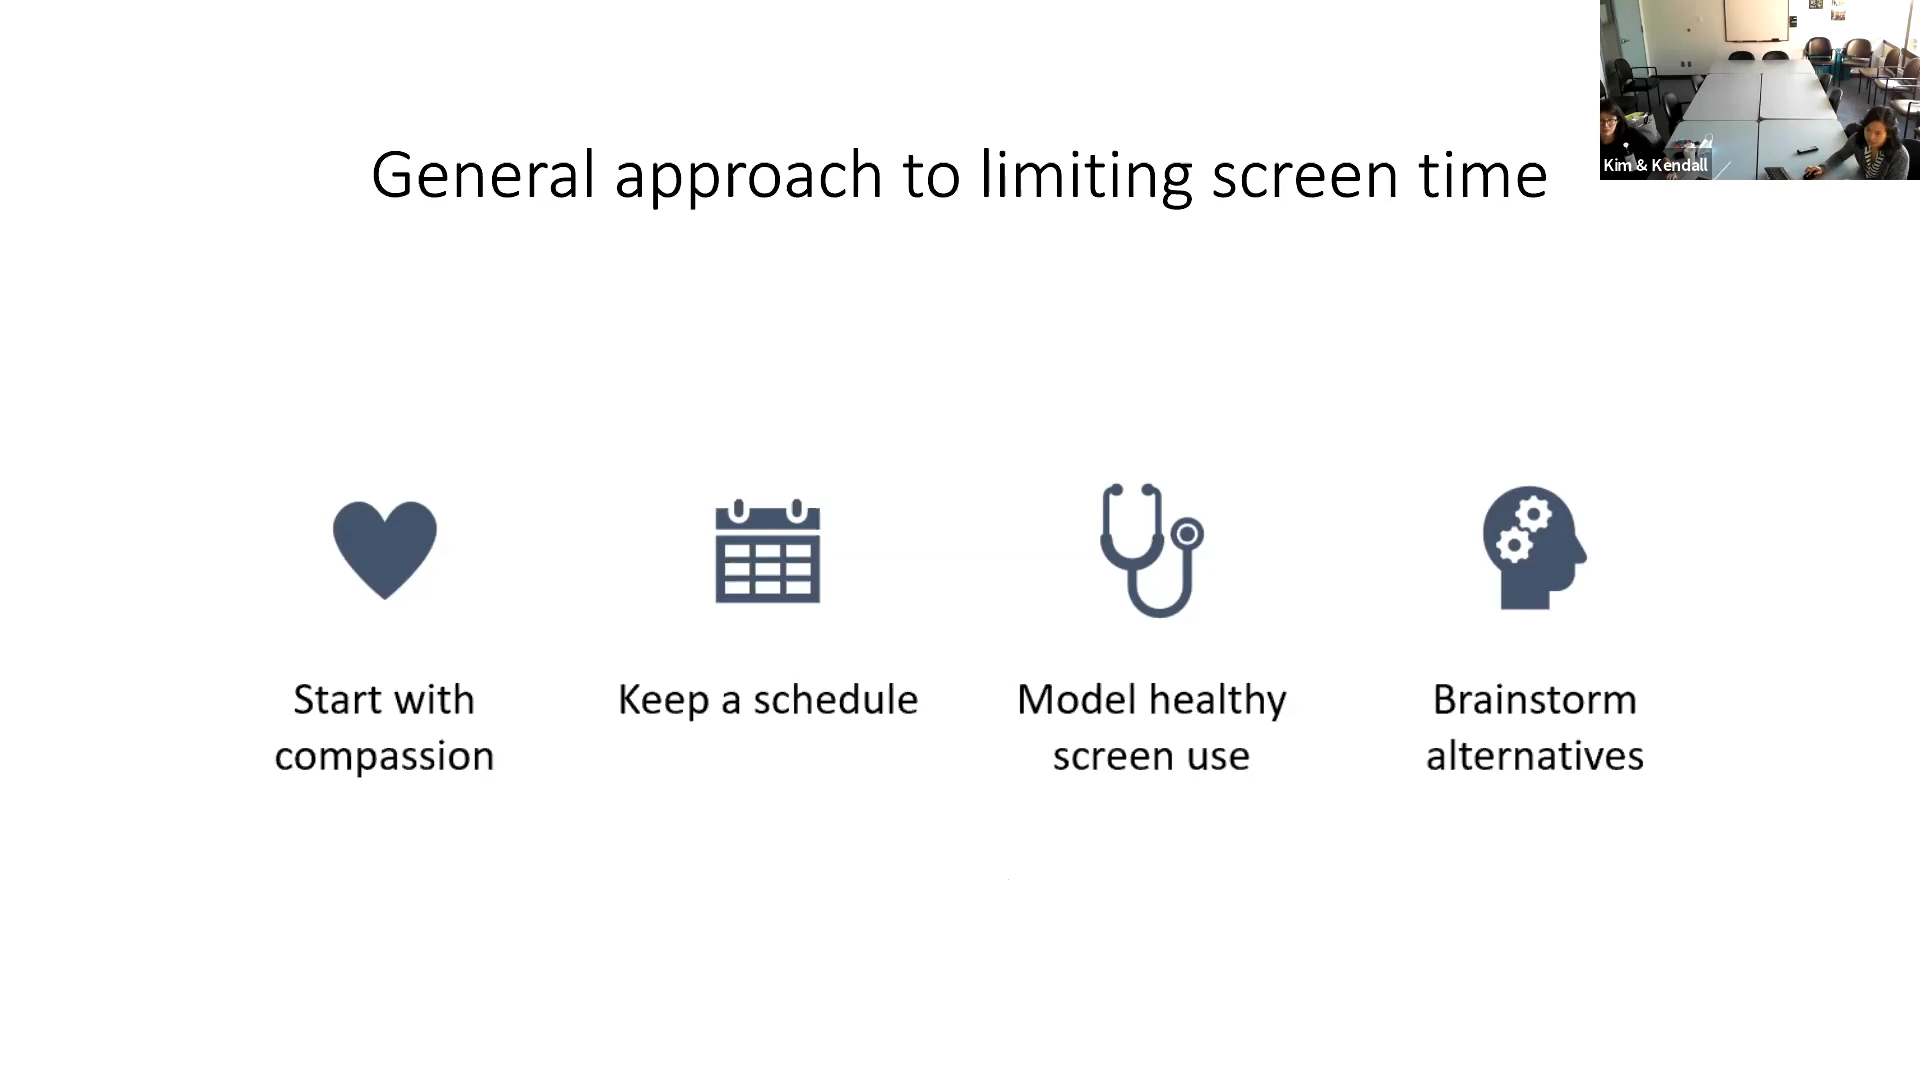 General approach to limiting screen time
Kim & Kendall
Start with
compassion
Keep a schedule
Model healthy
screen use
Brainstorm
alternatives